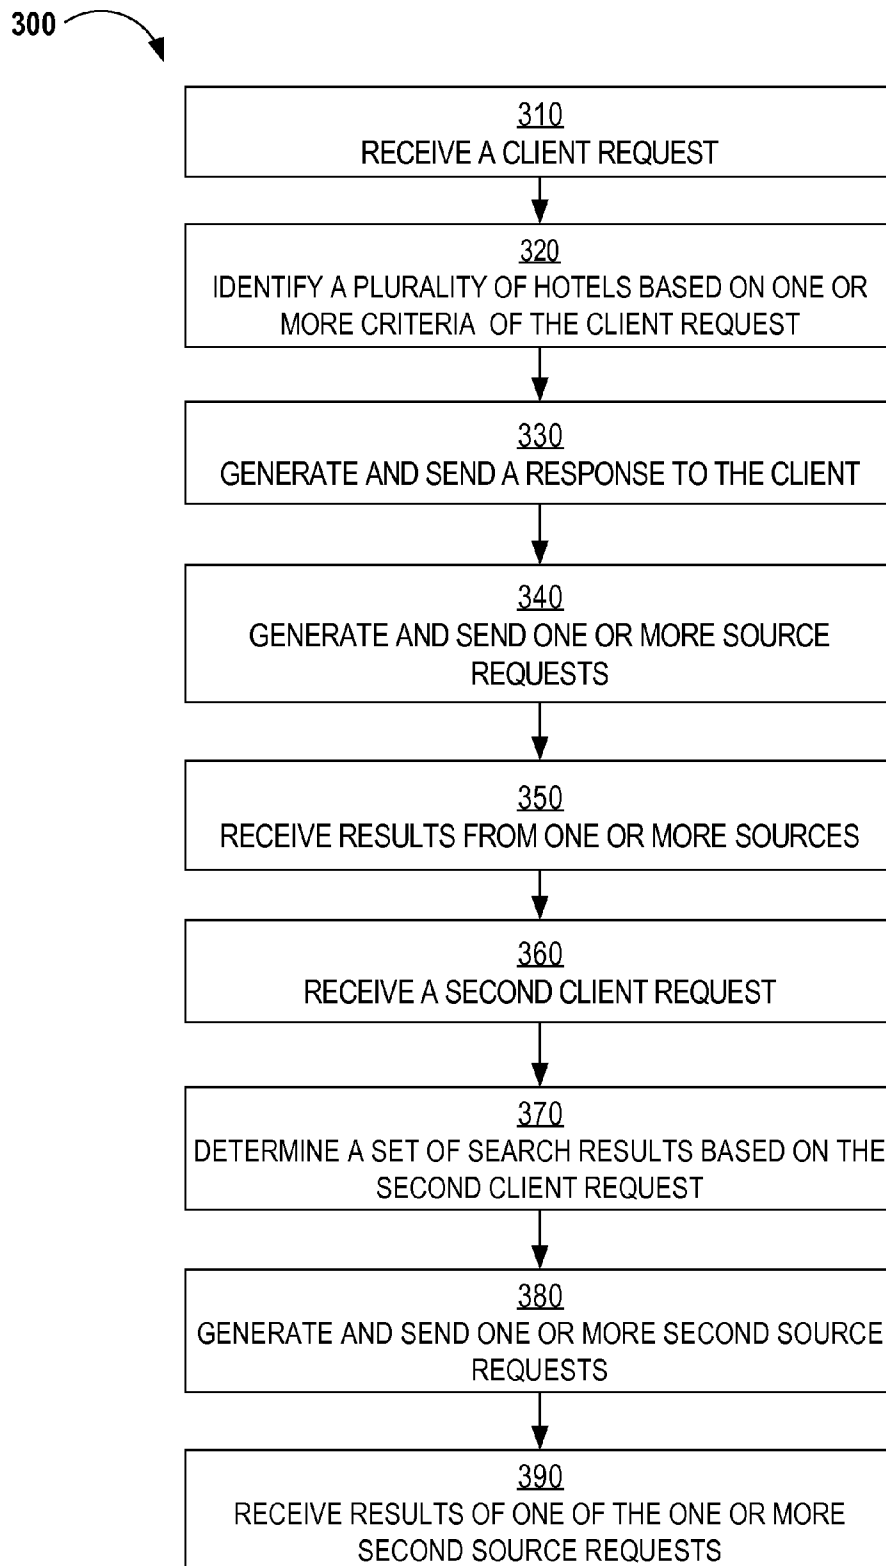 300
310
RECEIVE A CLIENT REQUEST
320
IDENTIFY A PLURALITY OF HOTELS BASED ON ONE OR
MORE CRITERIA OF THE CLIENT REQUEST
330
GENERATE AND SEND A RESPONSE TO THE CLIENT
340
GENERATE AND SEND ONE OR MORE SOURCE
REQUESTS
350
RECEIVE RESULTS FROM ONE OR MORE SOURCES
360
RECEIVE A SECOND CLIENT REQUEST
370
DETERMINE A SET OF SEARCH RESULTS BASED ON THE
SECOND CLIENT REQUEST
380
GENERATE AND SEND ONE OR MORE SECOND SOURCE
REQUESTS
390
RECEIVE RESULTS OF ONE OF THE ONE OR MORE
SECOND SOURCE REQUESTS